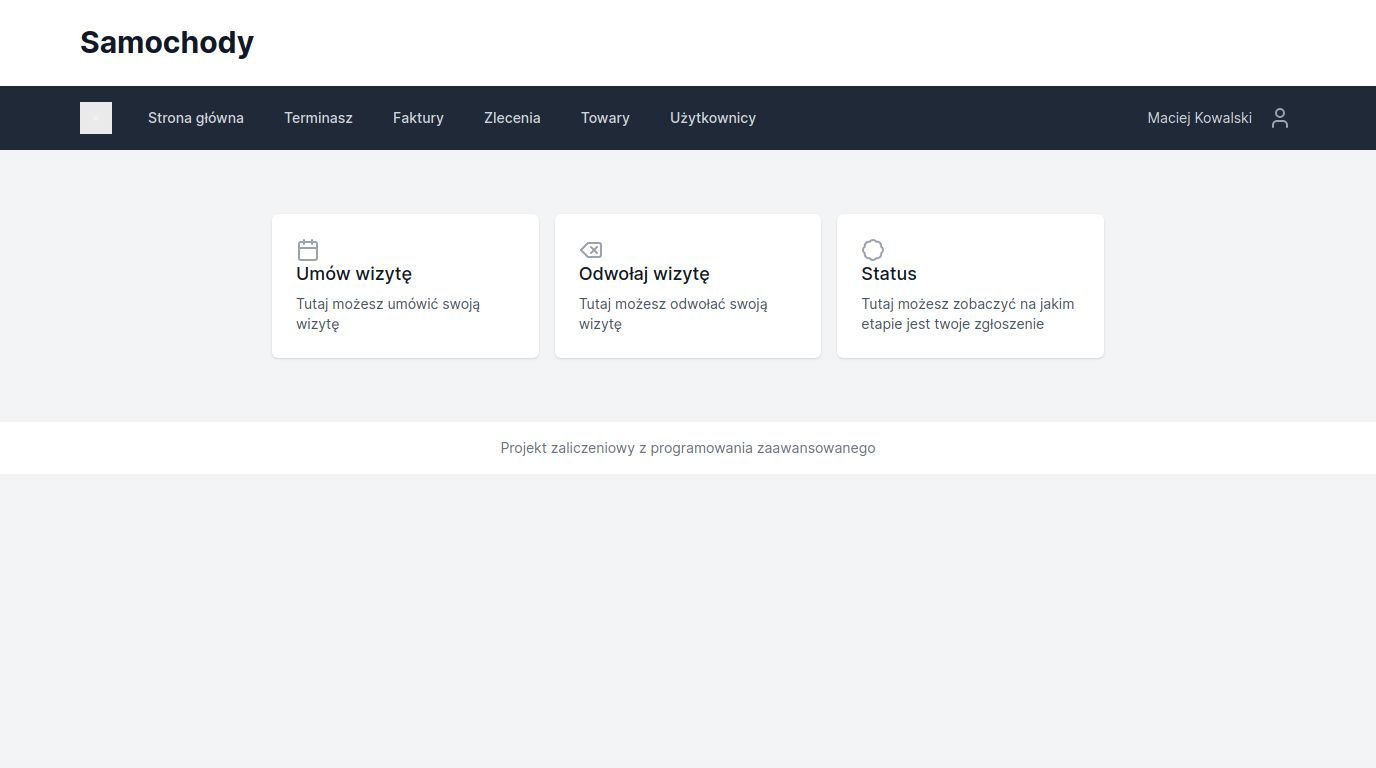 Samochody
Strona główna Terminasz Faktury Zlecenia Towary Użytkownicy Maciej Kowalski
Umów wizytę
Tutaj możesz umówić swoją
wizytę
Odwołaj wizytę
Tutaj możesz odwołać swoją
wizytę
Status
Tutaj możesz zobaczyć na jakim
etapie jest twoje zgłoszenie
Projekt zaliczeniowy z programowania zaawansowanego